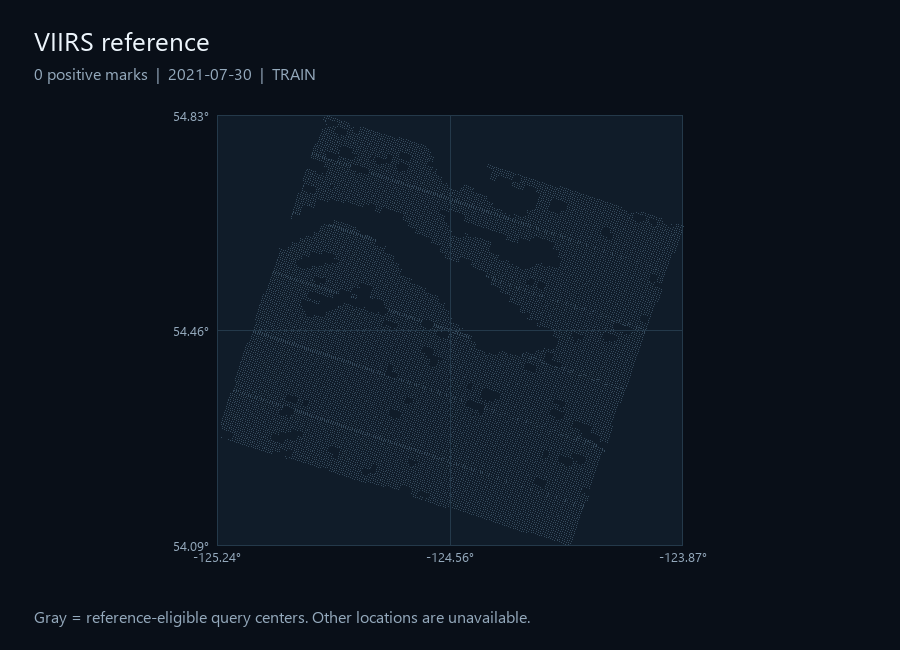 VIIRS reference
0 positive marks | 2021-07-30 | TRAIN
54.83°
54.46°
54.09°
-125.24°
-124.56°
-123.87°
Gray = reference-eligible query centers. Other locations are unavailable.